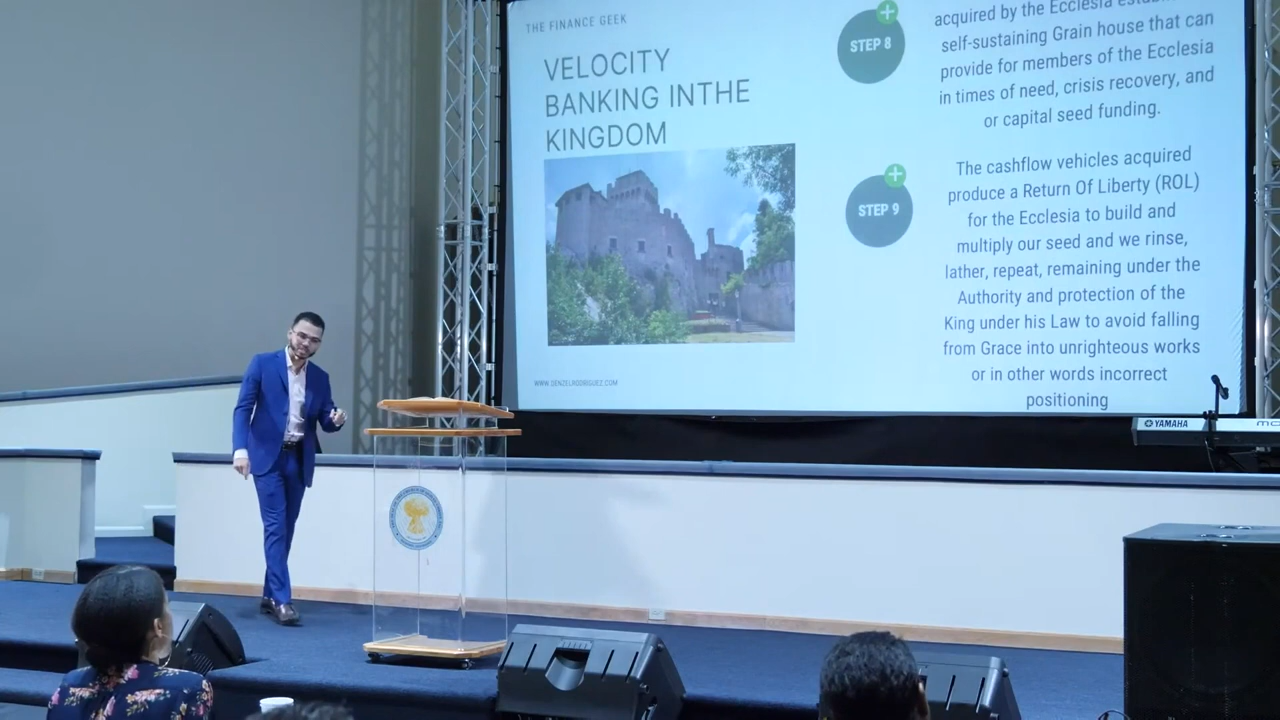 THE FINANCE GEEK
VELOCITY
BANKING INTHE
KINGDOM
WWW.DENZELRODRIGUEZ.COM
STEP 8
acquired by the Ecclesia
self-sustaining Grain house that can
provide for members of the Ecclesia
in times of need, crisis recovery, and
or capital seed funding.
STEP 9
The cashflow vehicles acquired
produce a Return Of Liberty (ROL)
for the Ecclesia to build and
multiply our seed and we rinse,
lather, repeat, remaining under the
Authority and protection of the
King under his Law to avoid falling
from Grace into unrighteous works
or in other words incorrect
positioning
YAMAHA